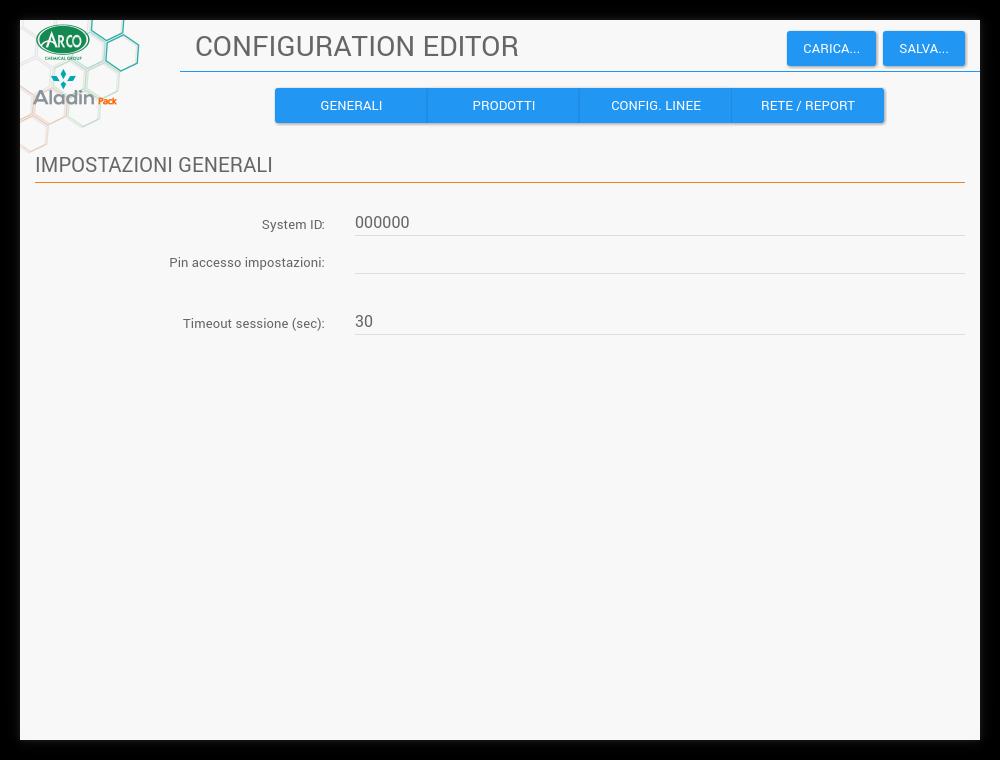 ARCO
CHEMICAL GROUP
Aladin Pack
CONFIGURATION EDITOR
CARICA...
SALVA...
GENERALI
PRODOTTI
CONFIG. LINEE
RETE / REPORT
IMPOSTAZIONI GENERALI
System ID: 000000
Pin accesso impostazioni:
Timeout sessione (sec): 30